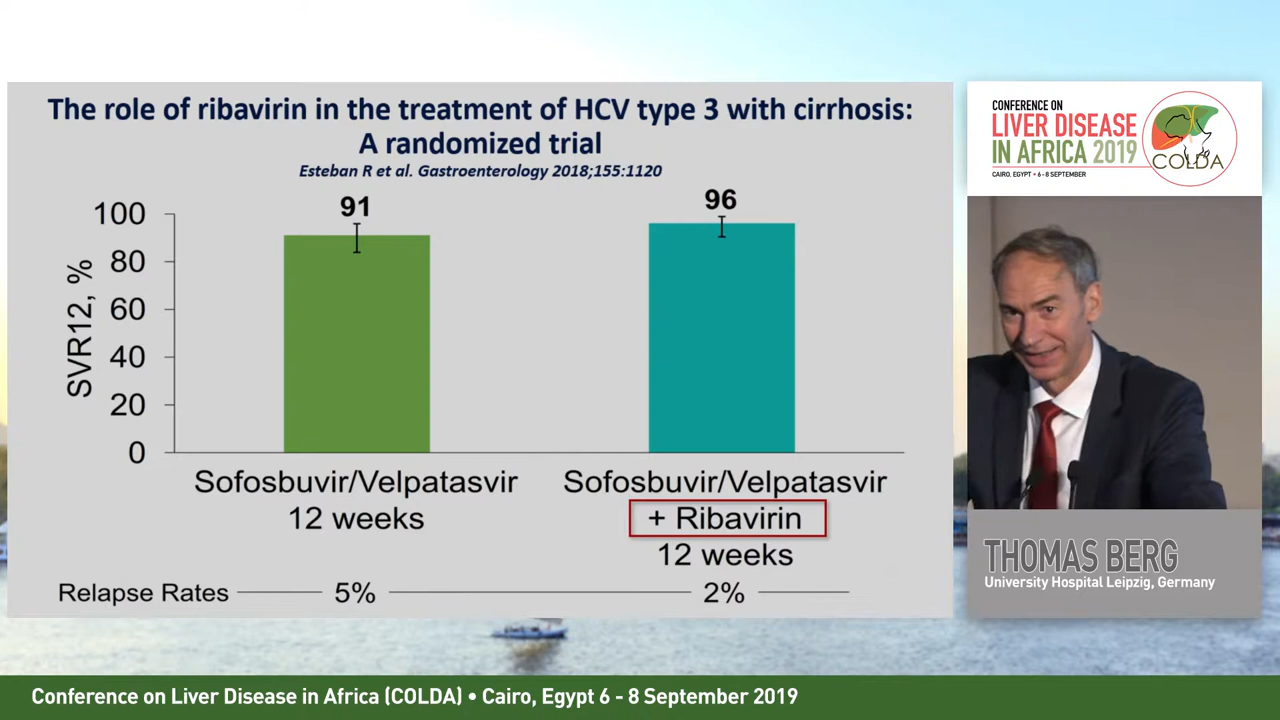 The role of ribavirin in the treatment of HCV type 3 with cirrhosis:
A randomized trial
Esteban R et al. Gastroenterology 2018;155:1120
91
96
100
80
60
40
20
0
SVR12, %
Sofosbuvir/Velpatasvir
12 weeks
Sofosbuvir/Velpatasvir
+ Ribavirin
12 weeks
Relapse Rates
5%
2%
CONFERENCE ON
LIVER DISEASE
IN AFRICA 2019
CAIRO, EGYPT • 6 - 8 SEPTEMBER
COLDA
THOMAS BERG
University Hospital Leipzig, Germany
Conference on Liver Disease in Africa (COLDA) • Cairo, Egypt 6 - 8 September 2019